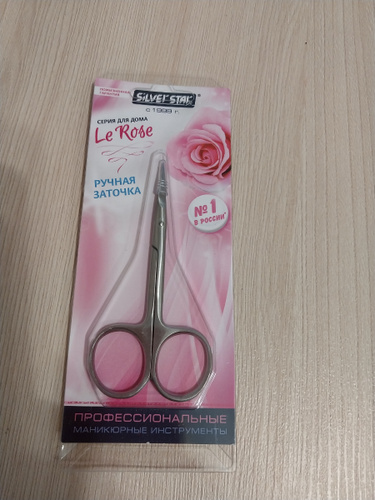 SILVER STAR
с 1998 г.
СЕРИЯ ДЛЯ ДОМА
Le Rose
РУЧНАЯ
ЗАТОЧКА
№1
В РОССИИ
ПРОФЕССИОНАЛЬНЫЕ
МАНИКЮРНЫЕ ИНСТРУМЕНТЫ